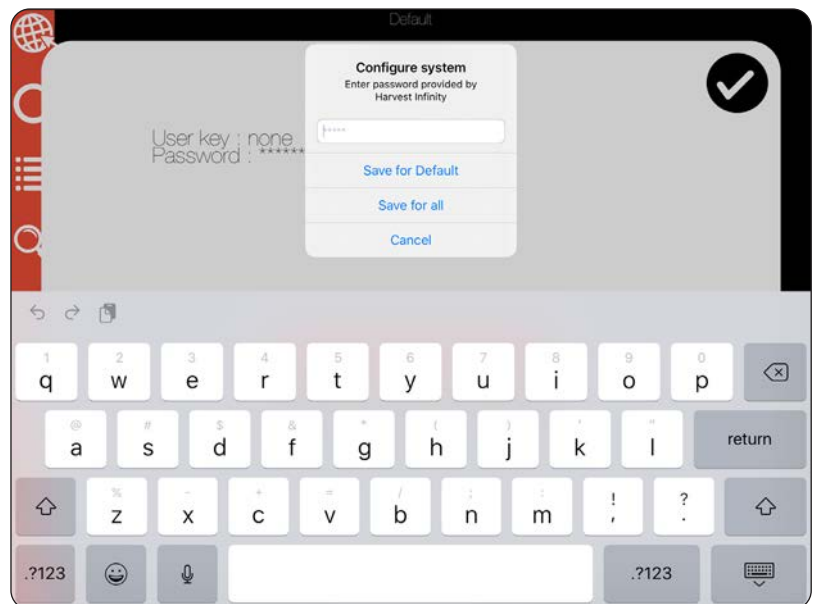 Default
Configure system
Enter password provided by
Harvest Infinity
*****
User key : none
Password : ******
Save for Default
Save for all
Cancel
1 2 3 4 5 6 7 8 9 0
q w e r t y u i o p
@ # $ & * ( ) ' "
a s d f g h j k l return
% - + = / ; : ! ?
z x c v b n m , .
.?123 .?123